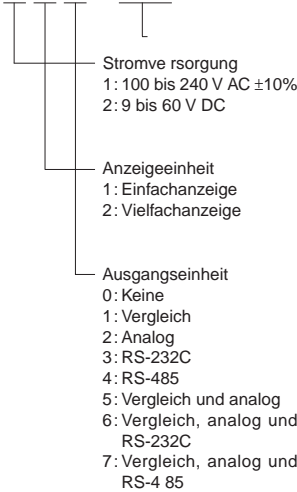 Stromve rsorgung
1: 100 bis 240 V AC ±10%
2: 9 bis 60 V DC
Anzeigeeinheit
1: Einfachanzeige
2: Vielfachanzeige
Ausgangseinheit
0: Keine
1: Vergleich
2: Analog
3: RS-232C
4: RS-485
5: Vergleich und analog
6: Vergleich, analog und
RS-232C
7: Vergleich, analog und
RS-4 85